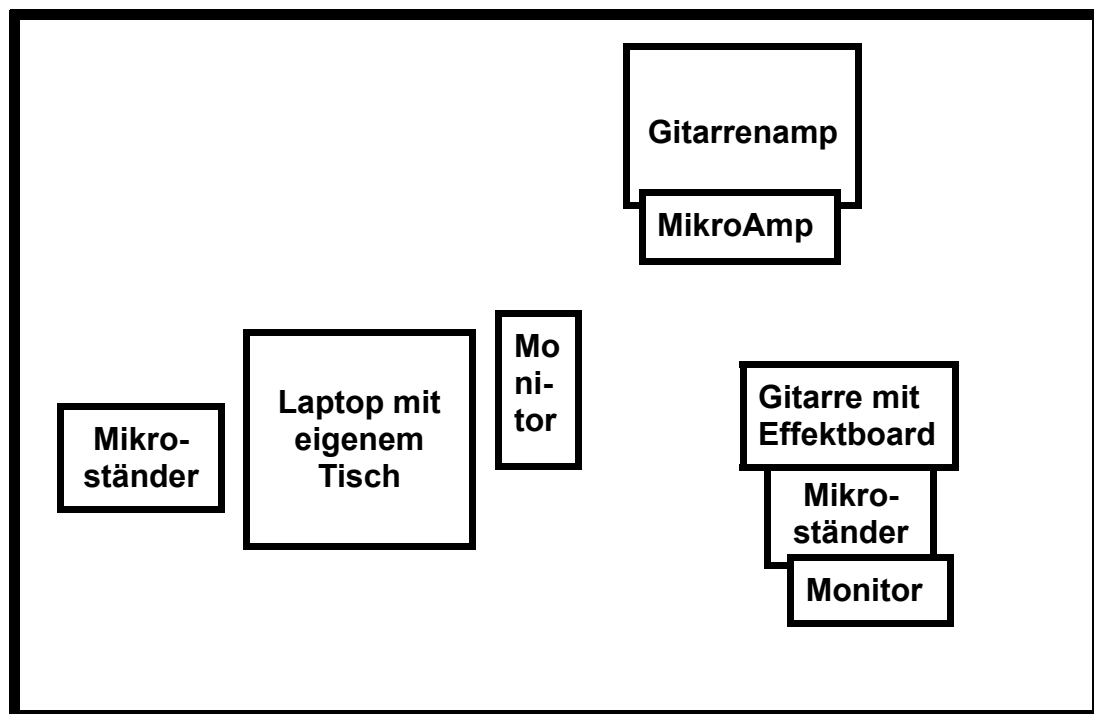 Gitarrenamp
MikroAmp
Mo
ni-
tor
Laptop mit
eigenem
Tisch
Mikro-
ständer
Gitarre mit
Effektboard
Mikro-
ständer
Monitor